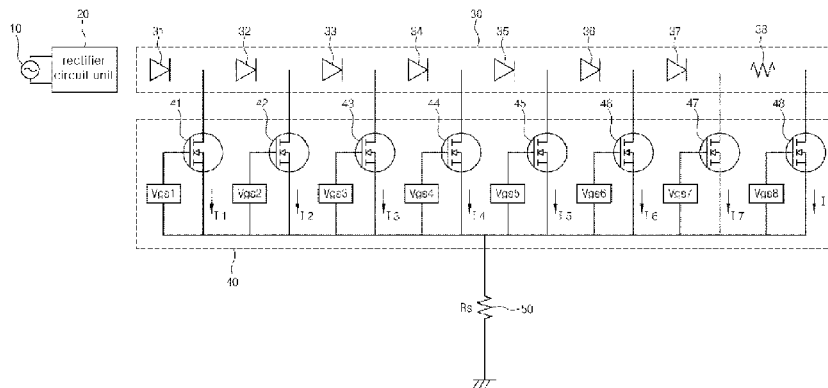 10
20
30
31
32
33
34
35
36
37
38
rectifier
circuit unit
41
42
43
44
45
46
47
48
Vgs1
Vgs2
Vgs3
Vgs4
Vgs5
Vgs6
Vgs7
Vgs8
I1
I2
I3
I4
I5
I6
I7
I
40
Rs
50